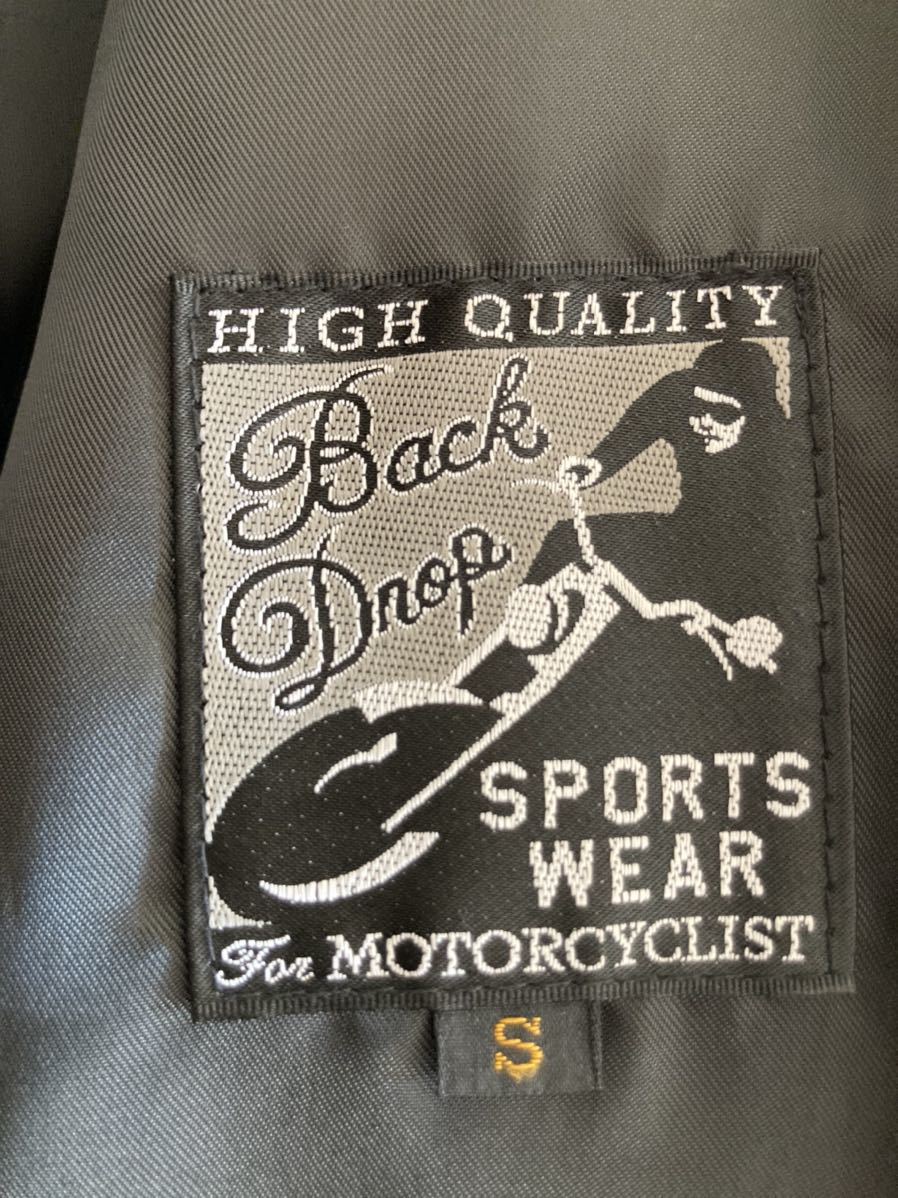 HIGH QUALITY
Back
Drop
SPORTS
WEAR
For MOTORCYCLIST
S